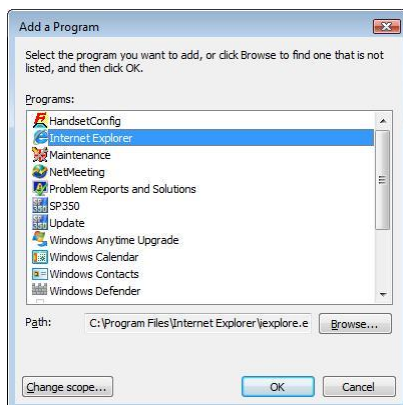 Add a Program
Select the program you want to add, or click Browse to find one that is not
listed, and then click OK.
Programs:
HandsetConfig
Internet Explorer
Maintenance
NetMeeting
Problem Reports and Solutions
SP350
Update
Windows Anytime Upgrade
Windows Calendar
Windows Contacts
Windows Defender
Path: C:\Program Files\Internet Explorer\iexplore.e Browse...
Change scope... OK Cancel